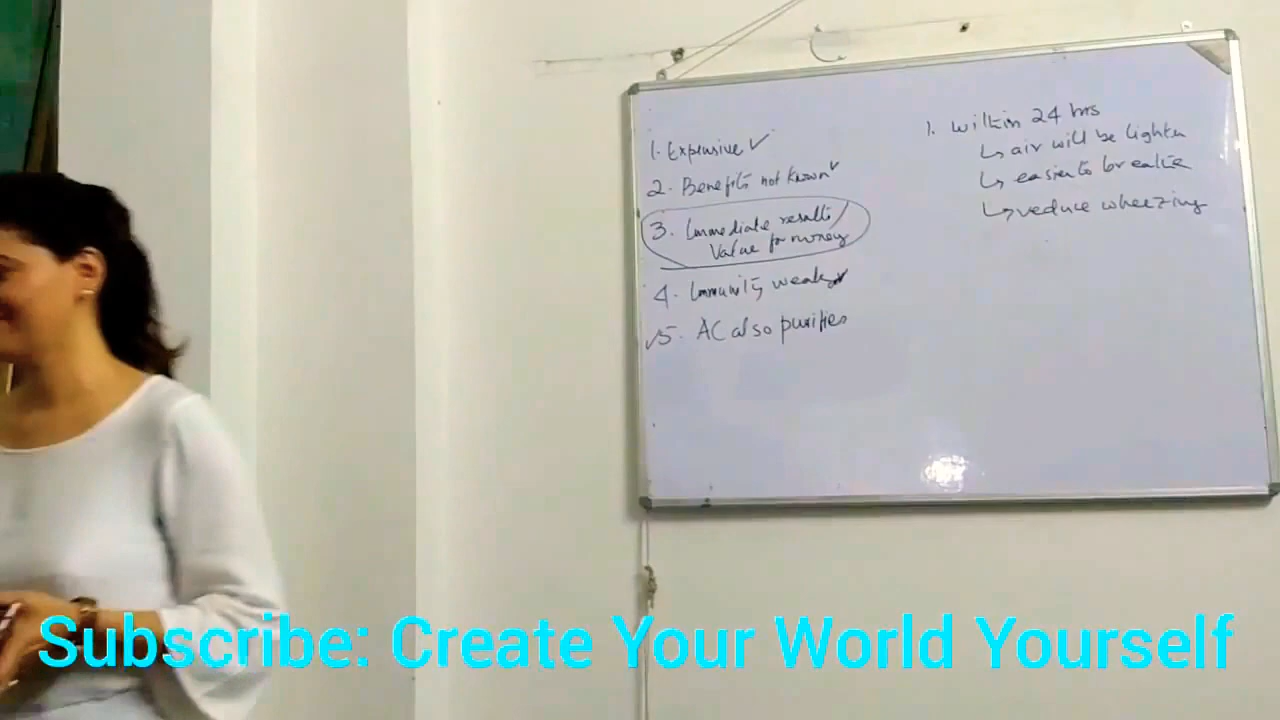 1. Expensive ✓
2. Benefits not known ✓
3. Immediate results/
Value for money
4. Immunity weak ✓
✓5. AC also purifies
1. within 24 hrs
↳ air will be lighter
↳ easier to breathe
↳ reduce wheezing
Subscribe: Create Your World Yourself